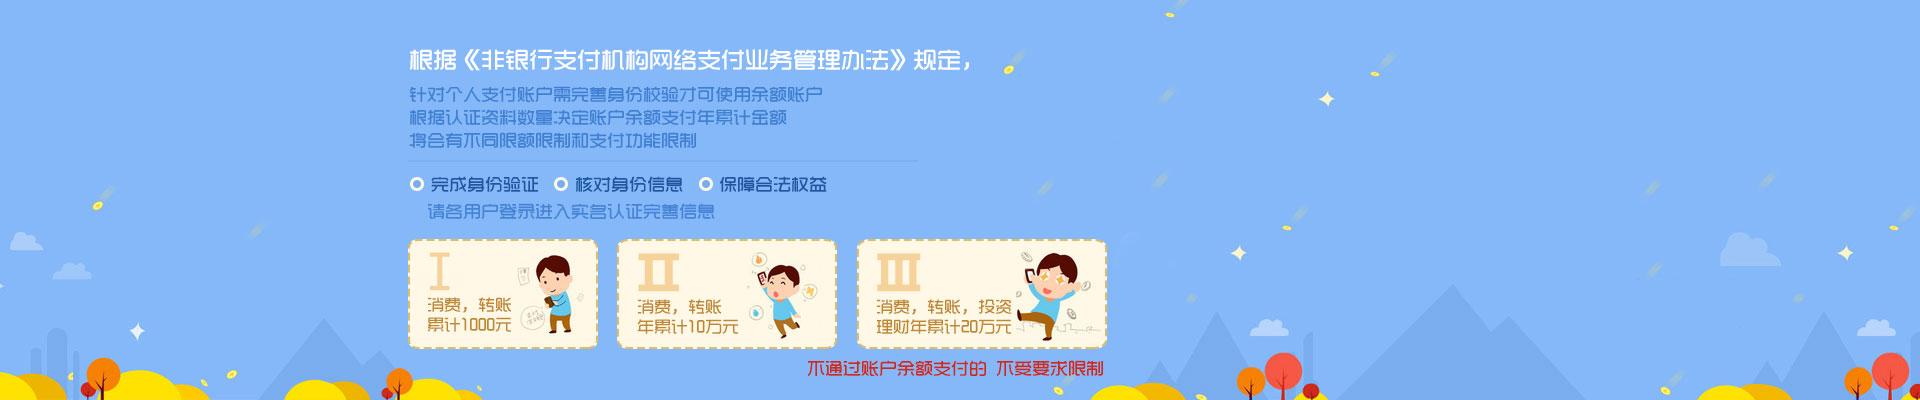 根据《非银行支付机构网络支付业务管理办法》规定，
针对个人支付账户需完善身份校验才可使用余额账户
根据认证资料数量决定账户余额支付年累计金额
将会有不同限额限制和支付功能限制
完成身份验证 核对身份信息 保障合法权益
请各用户登录进入实名认证完善信息
I
消费，转账
累计1000元
II
消费，转账
年累计10万元
III
消费，转账，投资
理财年累计20万元
不通过账户余额支付的 不受要求限制